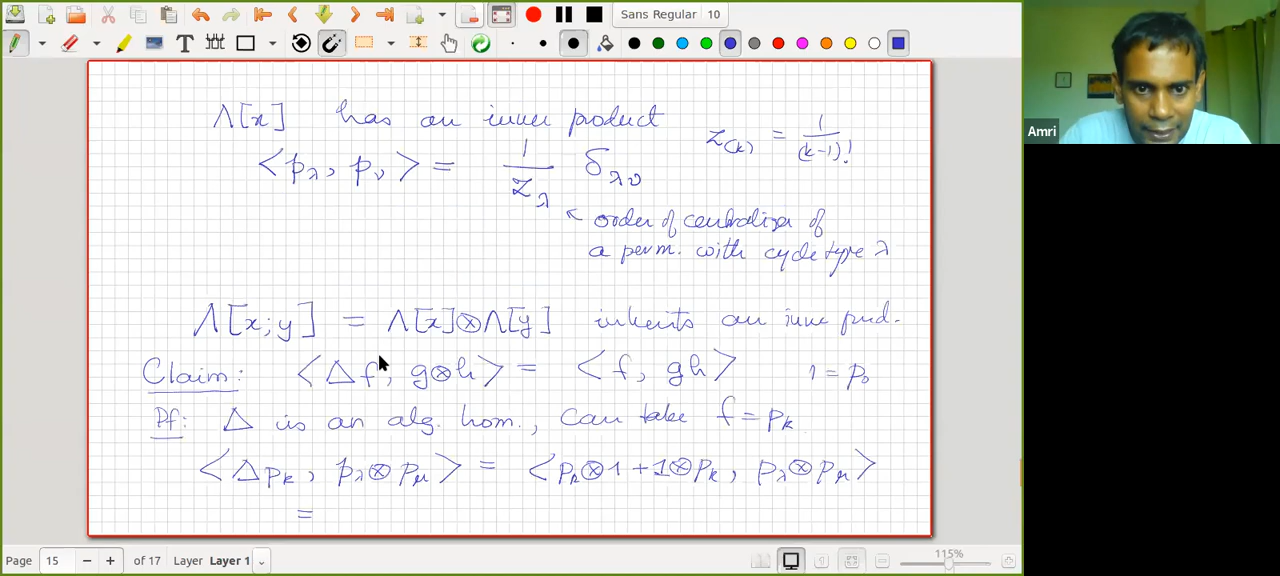 Sans Regular 10
Amri
Λ[x] has an inner product
z_(k) = 1/(k-1)!
<p_λ, p_ν> = 1/z_λ δ_λν
order of centralizer of
a perm. with cycle type λ
Λ[x;y] = Λ[x]⊗Λ[y] inherits an inner prod.
Claim: <Δf, g⊗h> = <f, gh> 1 = p_0
Pf: Δ is an alg. hom., can take f = p_k
<Δp_k, p_λ⊗p_μ> = <p_k⊗1 + 1⊗p_k, p_λ⊗p_μ>
=
Page 15 of 17 Layer Layer 1 115%